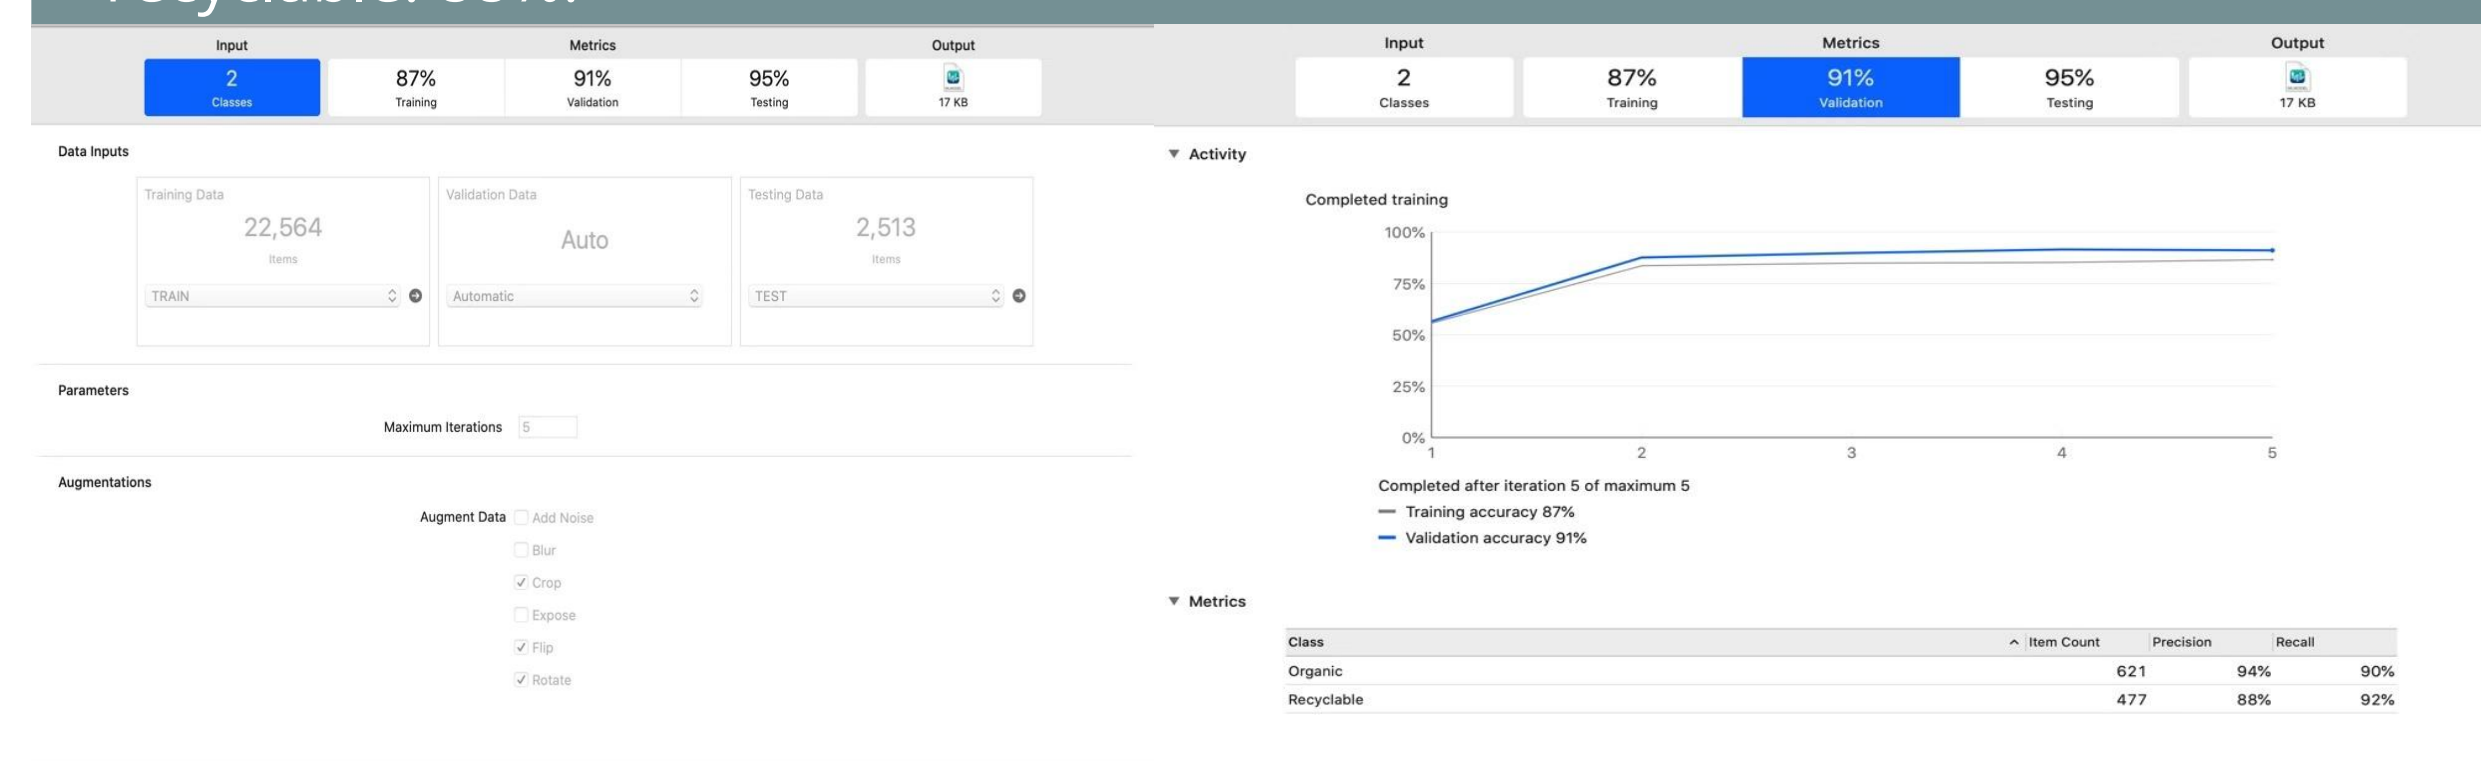 Input Metrics Output
2 87% 91% 95%
Classes Training Validation Testing 17 KB
Data Inputs
Training Data Validation Data Testing Data
22,564 Auto 2,513
Items Items
TRAIN Automatic TEST
Parameters
Maximum Iterations 5
Augmentations
Augment Data Add Noise
Blur
Crop
Expose
Flip
Rotate
Input Metrics Output
2 87% 91% 95%
Classes Training Validation Testing 17 KB
Activity
Completed training
100%
75%
50%
25%
0%
1 2 3 4 5
Completed after iteration 5 of maximum 5
Training accuracy 87%
Validation accuracy 91%
Metrics
Class Item Count Precision Recall
Organic 621 94% 90%
Recyclable 477 88% 92%